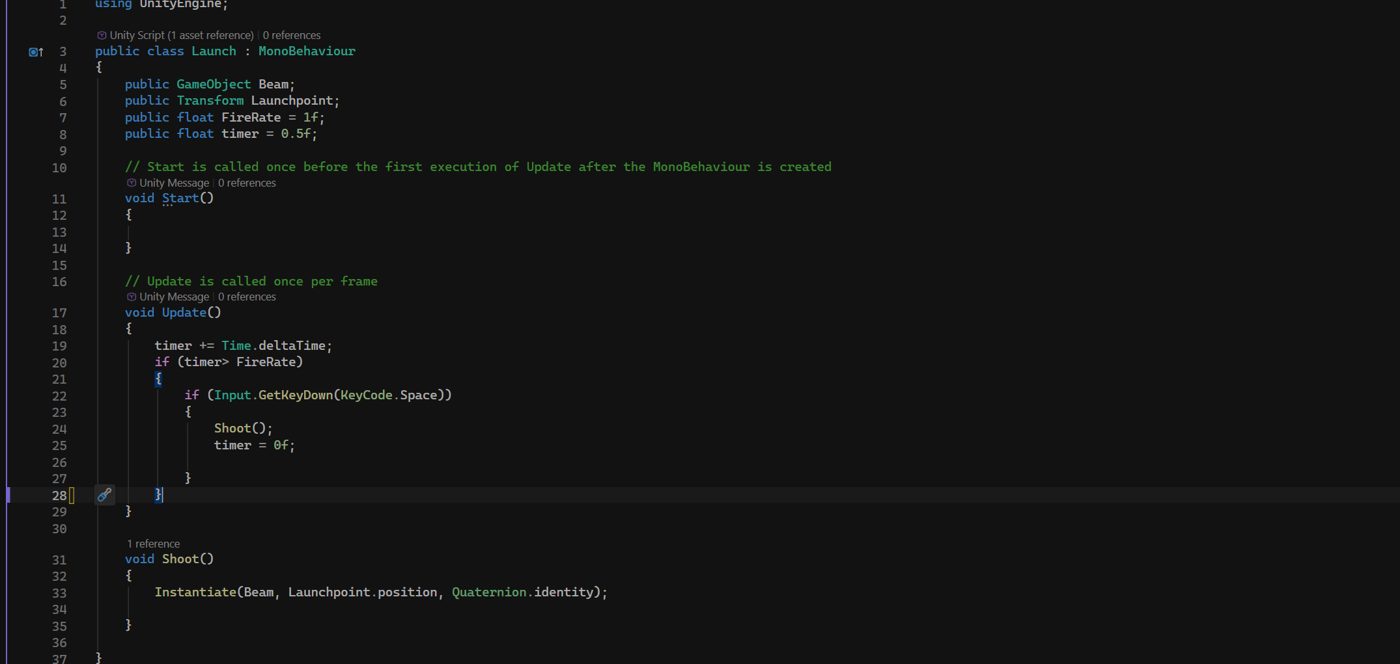 1 using UnityEngine;
2
Unity Script (1 asset reference) | 0 references
3 public class Launch : MonoBehaviour
4 {
5 public GameObject Beam;
6 public Transform Launchpoint;
7 public float FireRate = 1f;
8 public float timer = 0.5f;
9
10 // Start is called once before the first execution of Update after the MonoBehaviour is created
Unity Message | 0 references
11 void Start()
12 {
13
14 }
15
16 // Update is called once per frame
Unity Message | 0 references
17 void Update()
18 {
19 timer += Time.deltaTime;
20 if (timer> FireRate)
21 {
22 if (Input.GetKeyDown(KeyCode.Space))
23 {
24 Shoot();
25 timer = 0f;
26
27 }
28 }
29 }
30
1 reference
31 void Shoot()
32 {
33 Instantiate(Beam, Launchpoint.position, Quaternion.identity);
34
35 }
36
37 }